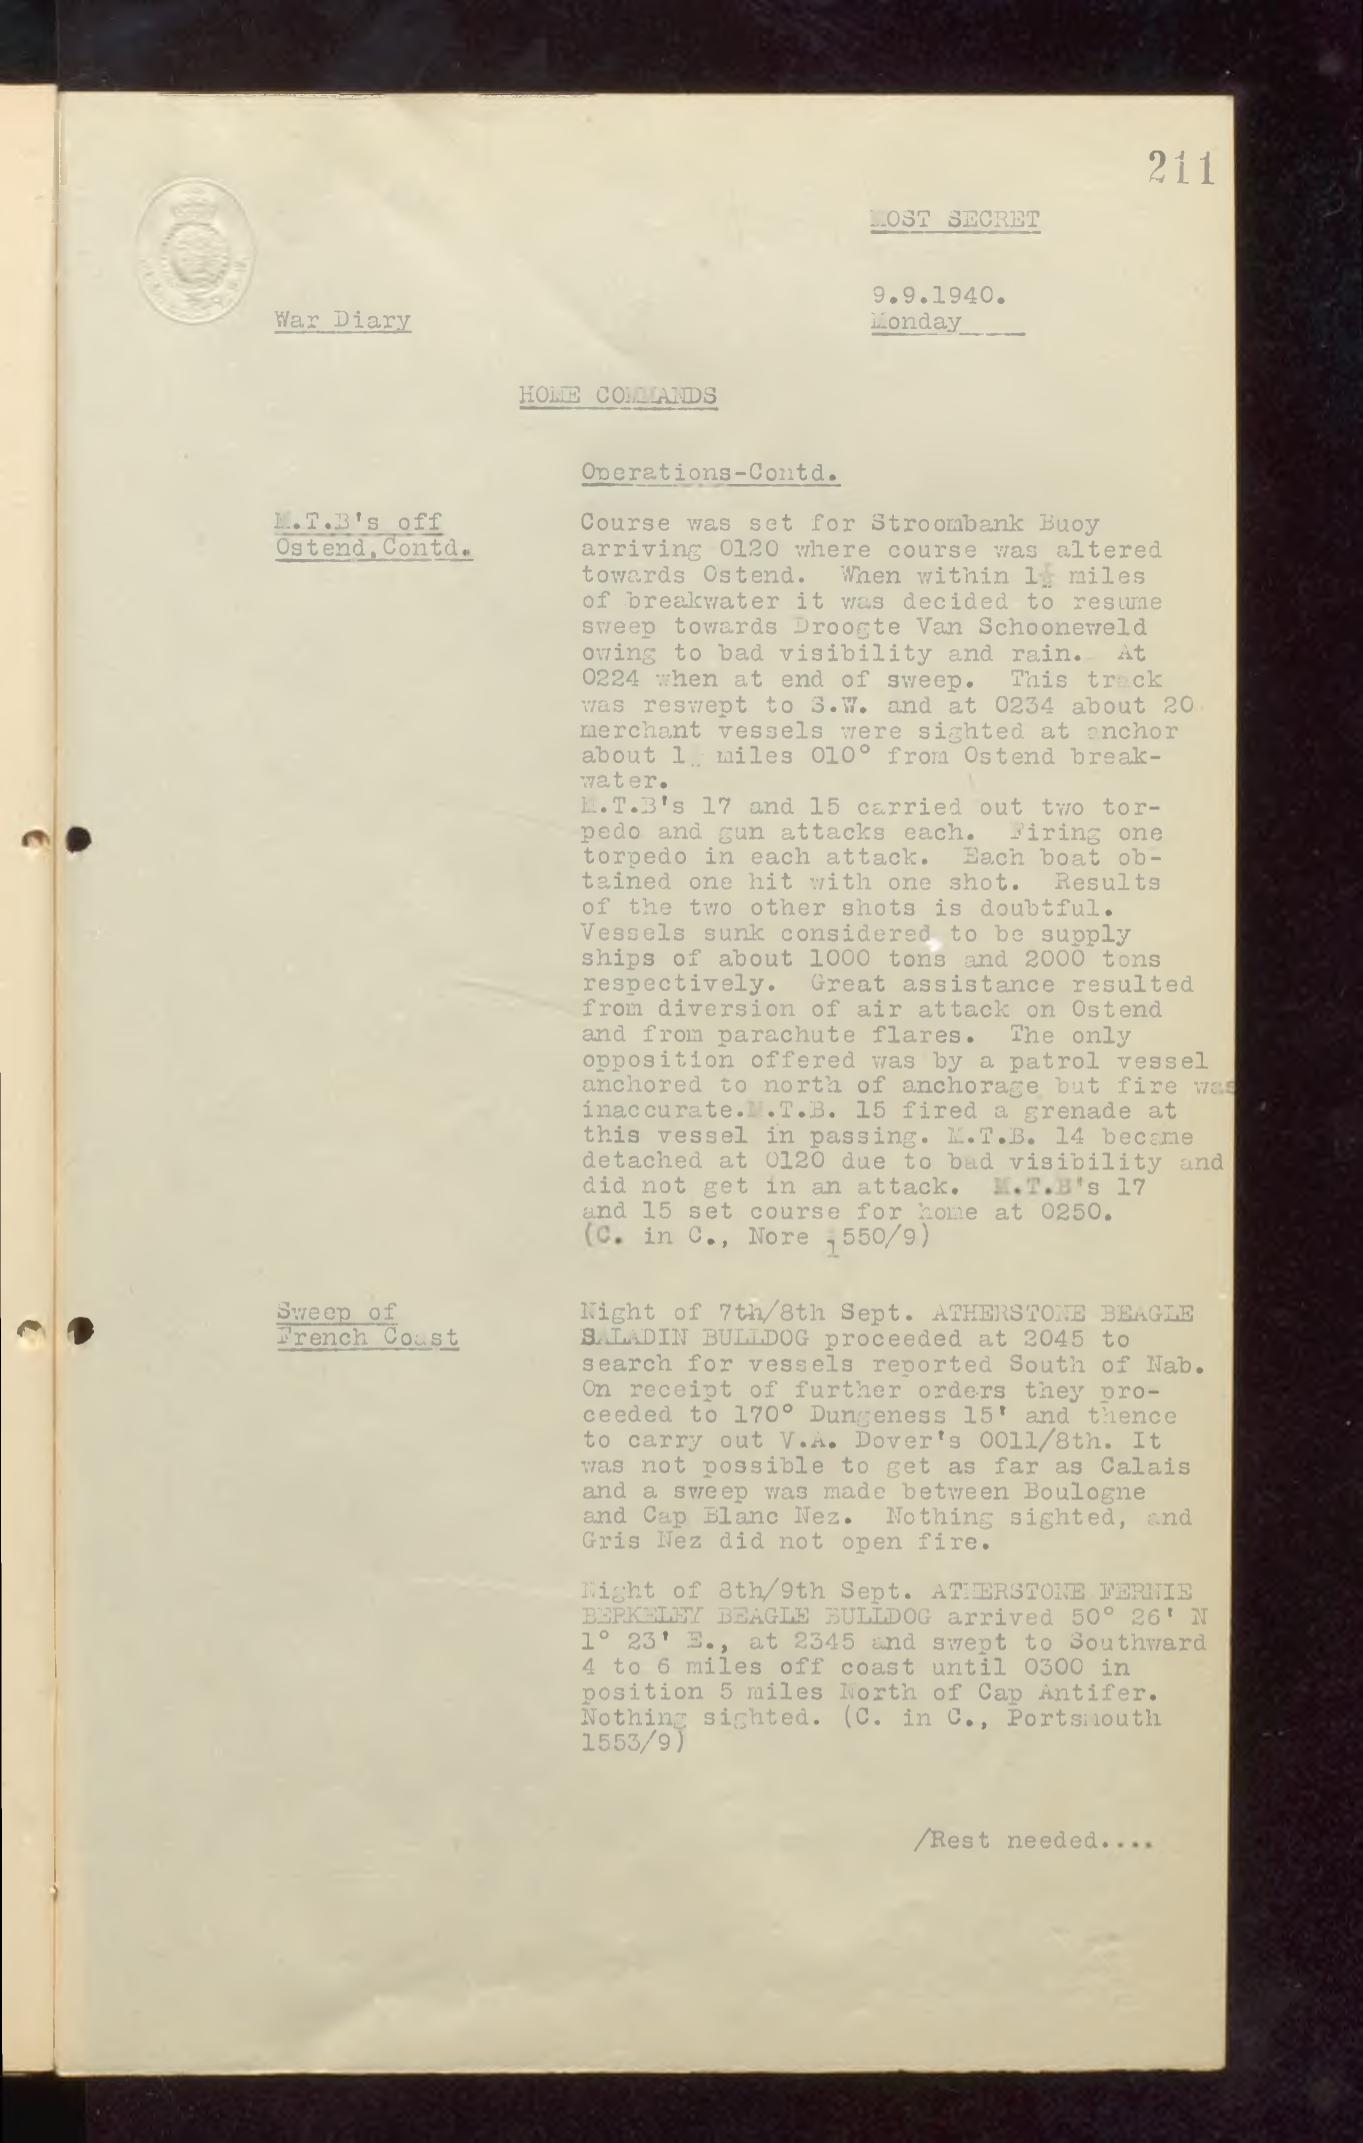 211
MOST SECRET
9.9.1940.
War Diary
Monday
HOME COMMANDS
Operations-Contd.
M.T.B's off
Ostend,Contd.
Course was set for Stroombank Buoy
arriving 0120 where course was altered
towards Ostend. When within 1½ miles
of breakwater it was decided to resume
sweep towards Droogte Van Schooneweld
owing to bad visibility and rain. At
0224 when at end of sweep. This track
was reswept to S.W. and at 0234 about 20
merchant vessels were sighted at anchor
about 1 miles 010° from Ostend break-
water.
M.T.B's 17 and 15 carried out two tor-
pedo and gun attacks each. Firing one
torpedo in each attack. Each boat ob-
tained one hit with one shot. Results
of the two other shots is doubtful.
Vessels sunk considered to be supply
ships of about 1000 tons and 2000 tons
respectively. Great assistance resulted
from diversion of air attack on Ostend
and from parachute flares. The only
opposition offered was by a patrol vessel
anchored to north of anchorage but fire was
inaccurate.M.T.B. 15 fired a grenade at
this vessel in passing. M.T.B. 14 became
detached at 0120 due to bad visibility and
did not get in an attack. M.T.B's 17
and 15 set course for home at 0250.
(C. in C., Nore 1550/9)
Sweep of
French Coast
Night of 7th/8th Sept. ATHERSTONE BEAGLE
SALADIN BULLDOG proceeded at 2045 to
search for vessels reported South of Nab.
On receipt of further orders they pro-
ceeded to 170° Dungeness 15' and thence
to carry out V.A. Dover's 0011/8th. It
was not possible to get as far as Calais
and a sweep was made between Boulogne
and Cap Blanc Nez. Nothing sighted, and
Gris Nez did not open fire.
Night of 8th/9th Sept. ATHERSTONE FERNIE
BERKELEY BEAGLE BULLDOG arrived 50° 26' N
1° 23' E., at 2345 and swept to Southward
4 to 6 miles off coast until 0300 in
position 5 miles North of Cap Antifer.
Nothing sighted. (C. in C., Portsmouth
1553/9)
/Rest needed....